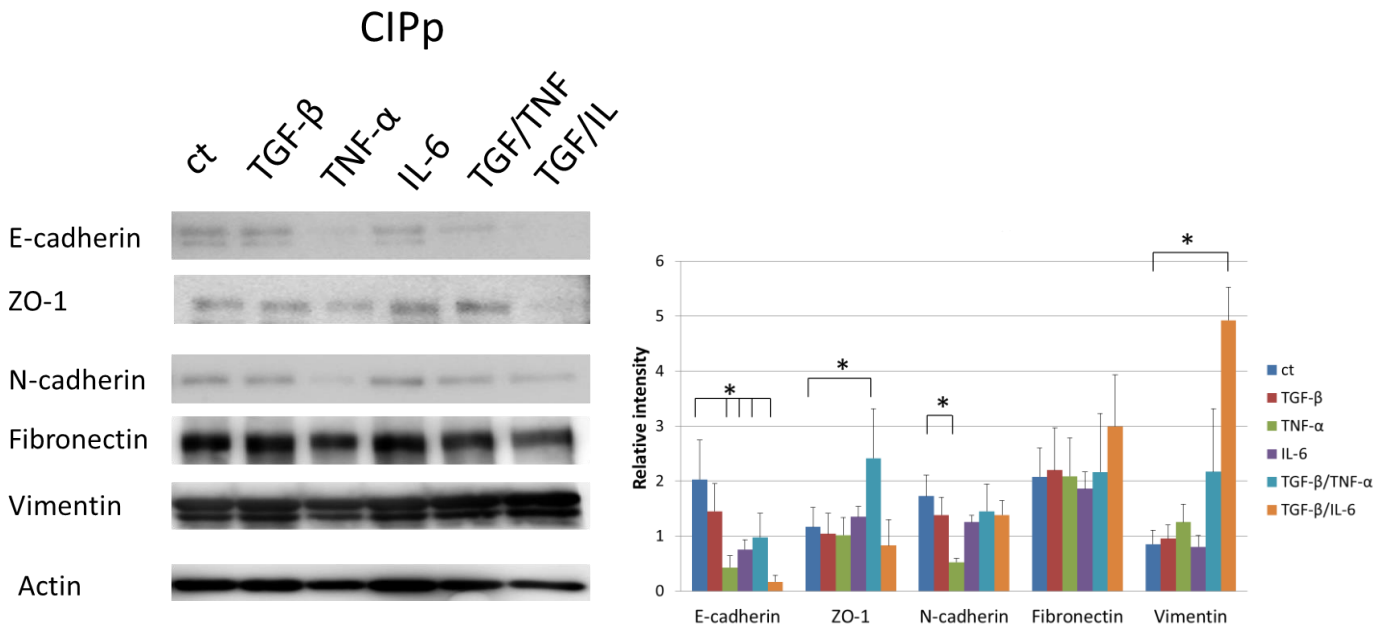 CIPp
ct
TGF-β
TNF-α
IL-6
TGF/TNF
TGF/IL
E-cadherin
ZO-1
N-cadherin
Fibronectin
Vimentin
Actin
Relative intensity
6
5
4
3
2
1
0
*
*
*
*
E-cadherin
ZO-1
N-cadherin
Fibronectin
Vimentin
ct
TGF-β
TNF-α
IL-6
TGF-β/TNF-α
TGF-β/IL-6